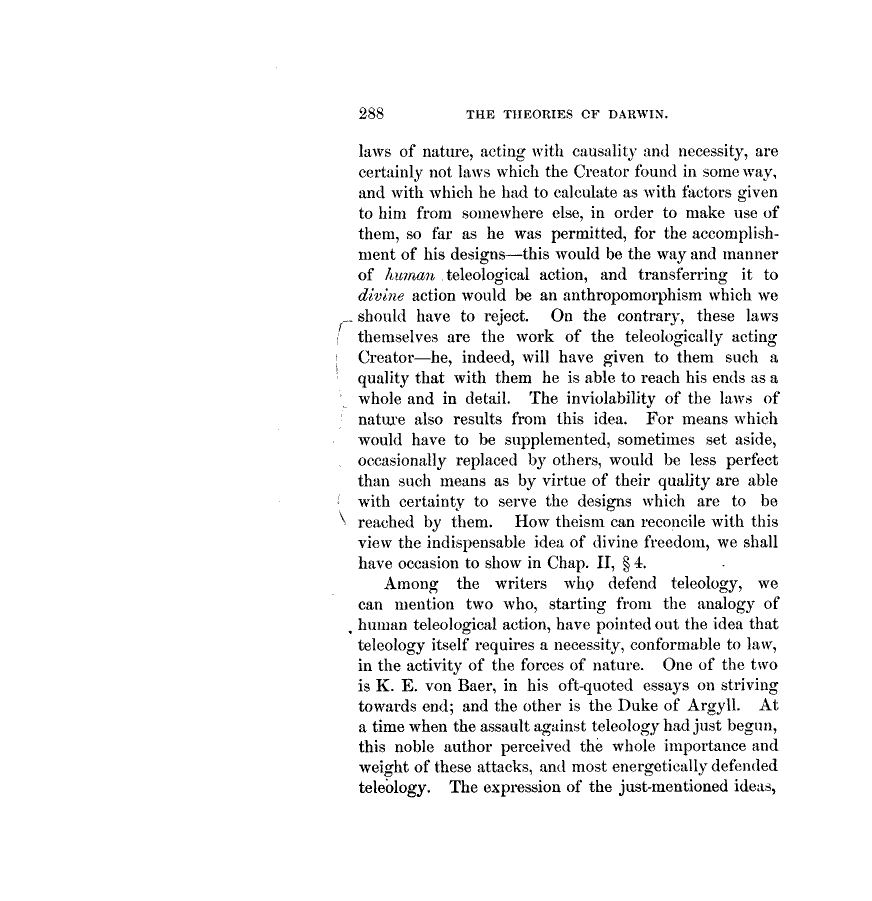 288 THE THEORIES OF DARWIN.
laws of nature, acting with causality and necessity, are
certainly not laws which the Creator found in some way,
and with which he had to calculate as with factors given
to him from somewhere else, in order to make use of
them, so far as he was permitted, for the accomplish-
ment of his designs—this would be the way and manner
of human teleological action, and transferring it to
divine action would be an anthropomorphism which we
should have to reject. On the contrary, these laws
themselves are the work of the teleologically acting
Creator—he, indeed, will have given to them such a
quality that with them he is able to reach his ends as a
whole and in detail. The inviolability of the laws of
nature also results from this idea. For means which
would have to be supplemented, sometimes set aside,
occasionally replaced by others, would be less perfect
than such means as by virtue of their quality are able
with certainty to serve the designs which are to be
reached by them. How theism can reconcile with this
view the indispensable idea of divine freedom, we shall
have occasion to show in Chap. II, § 4.
Among the writers who defend teleology, we
can mention two who, starting from the analogy of
human teleological action, have pointed out the idea that
teleology itself requires a necessity, conformable to law,
in the activity of the forces of nature. One of the two
is K. E. von Baer, in his oft-quoted essays on striving
towards end; and the other is the Duke of Argyll. At
a time when the assault against teleology had just begun,
this noble author perceived the whole importance and
weight of these attacks, and most energetically defended
teleology. The expression of the just-mentioned ideas,